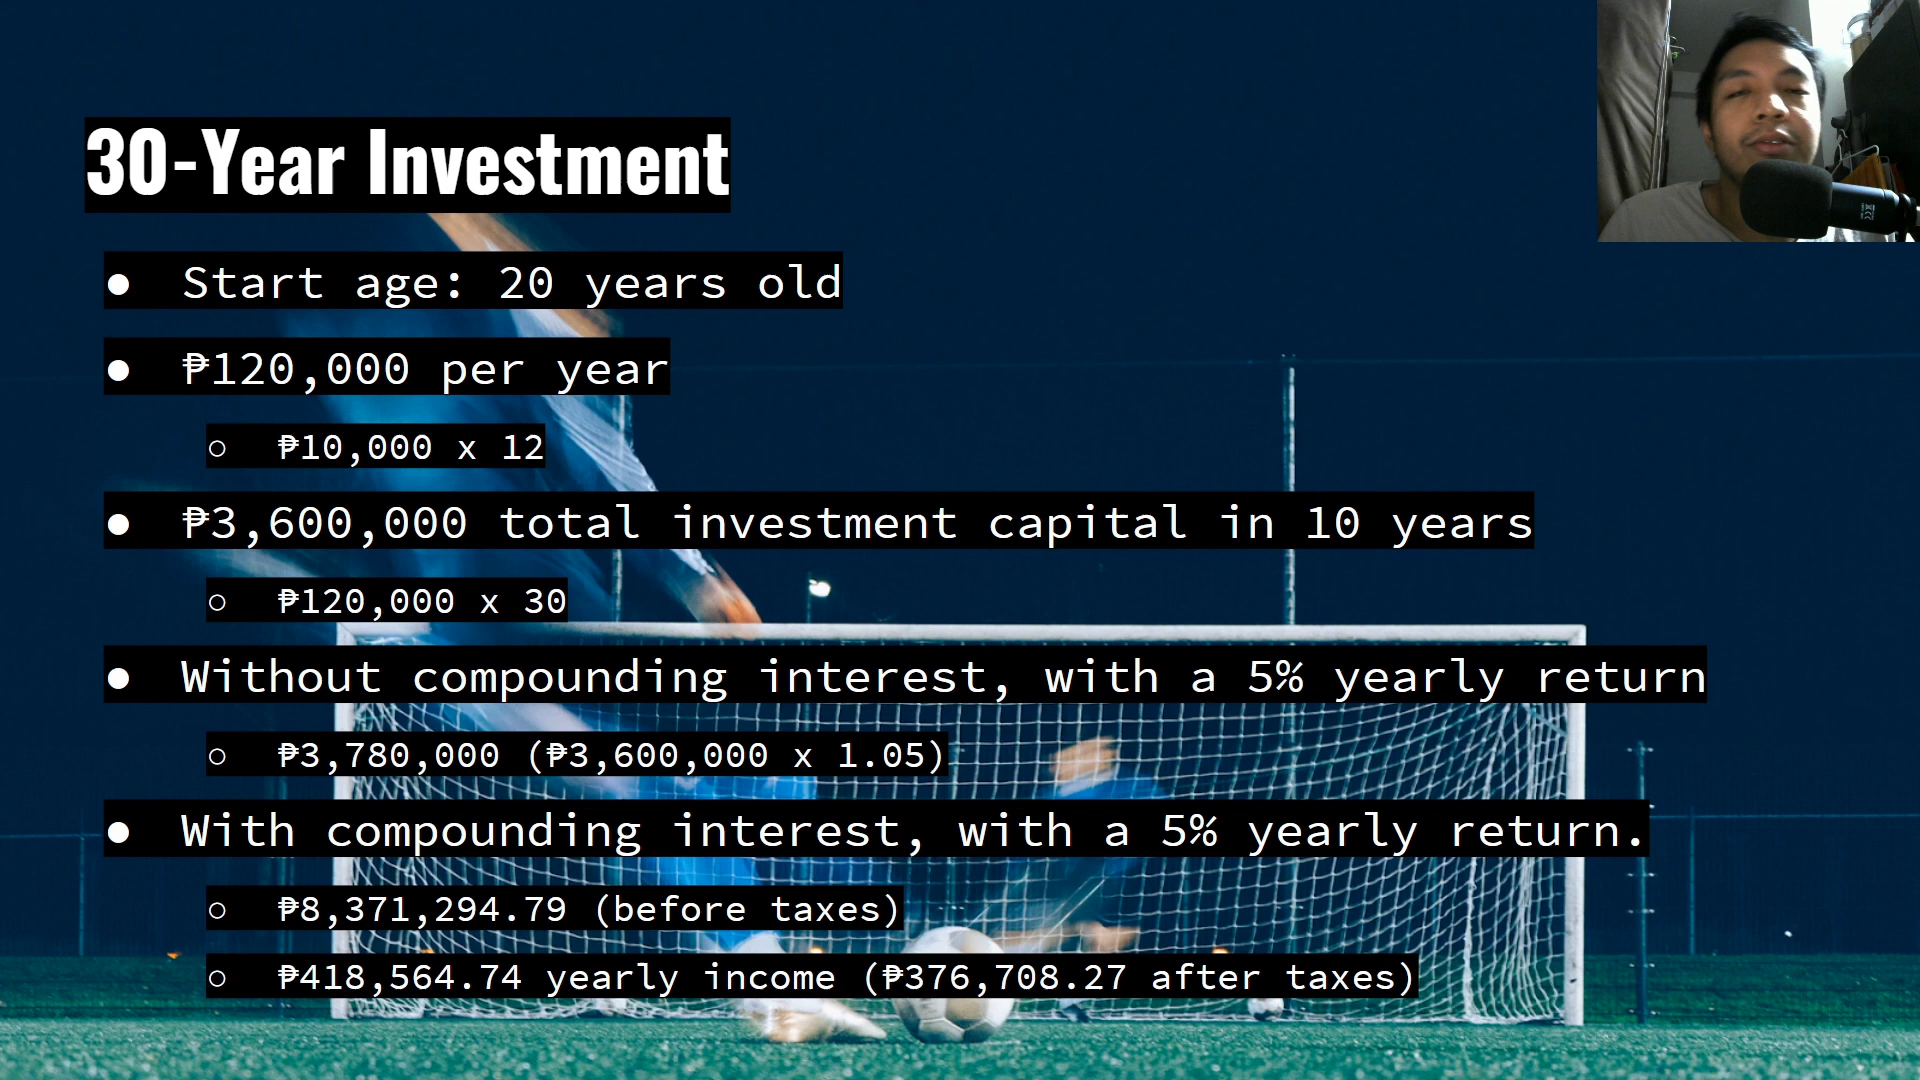 30-Year Investment
● Start age: 20 years old
● ₱120,000 per year
○ ₱10,000 x 12
● ₱3,600,000 total investment capital in 10 years
○ ₱120,000 x 30
● Without compounding interest, with a 5% yearly return
○ ₱3,780,000 (₱3,600,000 x 1.05)
● With compounding interest, with a 5% yearly return.
○ ₱8,371,294.79 (before taxes)
○ ₱418,564.74 yearly income (₱376,708.27 after taxes)